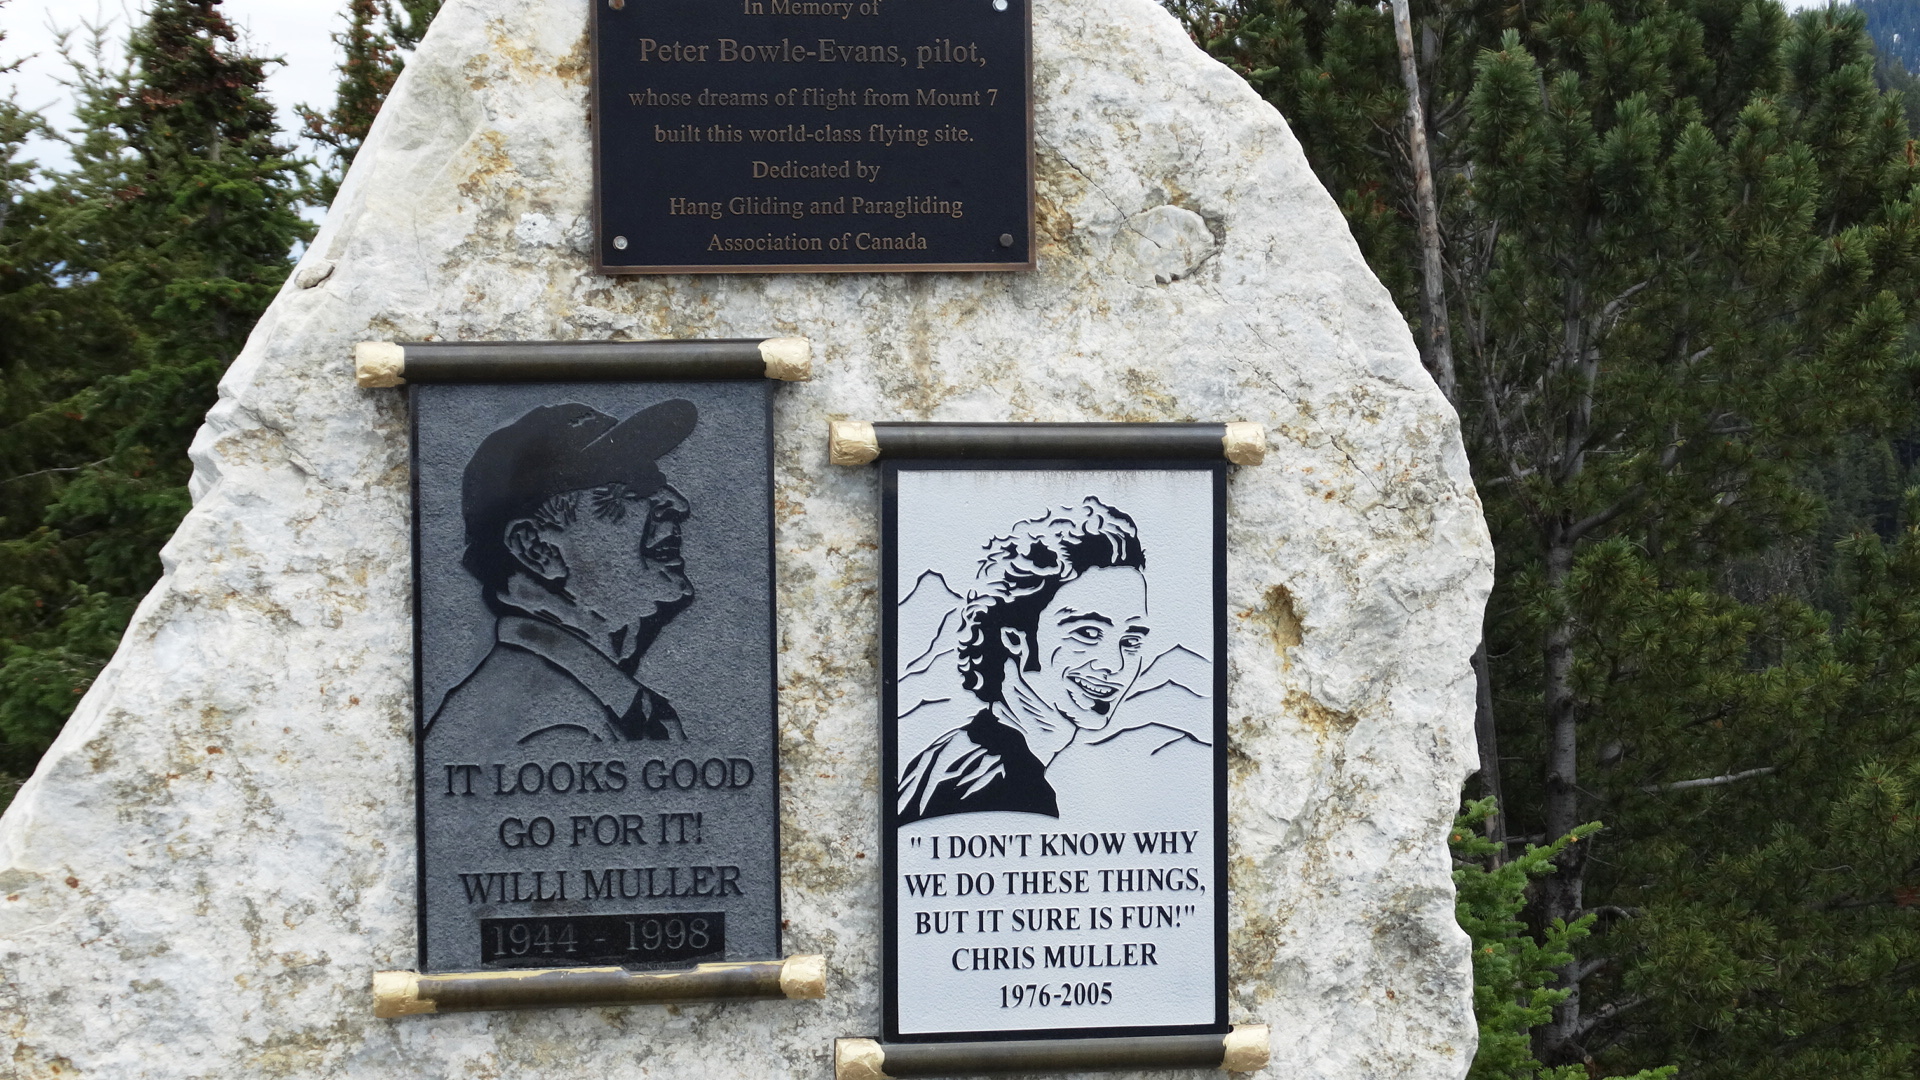 In Memory of
Peter Bowle-Evans, pilot,
whose dreams of flight from Mount 7
built this world-class flying site.
Dedicated by
Hang Gliding and Paragliding
Association of Canada
IT LOOKS GOOD
GO FOR IT!
WILLI MULLER
1944 - 1998
" I DON'T KNOW WHY
WE DO THESE THINGS,
BUT IT SURE IS FUN!"
CHRIS MULLER
1976-2005